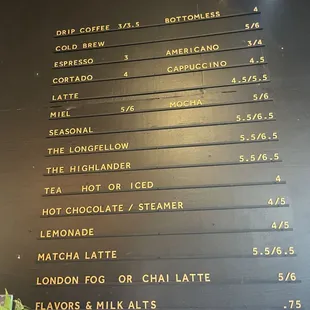 DRIP COFFEE 3/3.5 BOTTOMLESS 4
COLD BREW 5/6
ESPRESSO 3 AMERICANO 3/4
CORTADO 4 CAPPUCCINO 4.5
LATTE 4.5/5.5
MIEL 5/6 MOCHA 5/6
SEASONAL 5.5/6.5
THE LONGFELLOW 5.5/6.5
THE HIGHLANDER 5.5/6.5
TEA HOT OR ICED 4
HOT CHOCOLATE / STEAMER 4/5
LEMONADE 4/5
MATCHA LATTE 5.5/6.5
LONDON FOG OR CHAI LATTE 5/6
FLAVORS & MILK ALTS .75